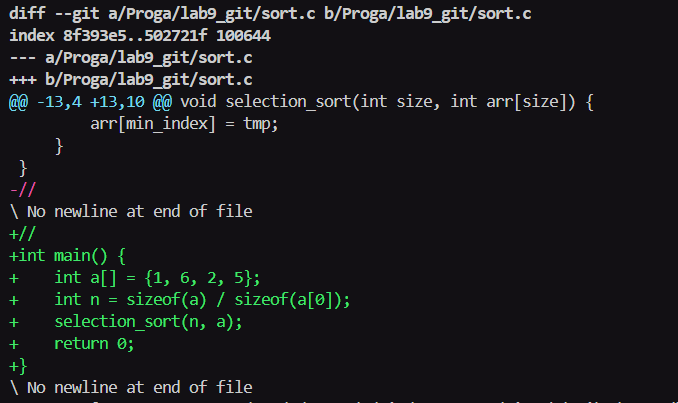 diff --git a/Proga/lab9_git/sort.c b/Proga/lab9_git/sort.c
index 8f393e5..502721f 100644
--- a/Proga/lab9_git/sort.c
+++ b/Proga/lab9_git/sort.c
@@ -13,4 +13,10 @@ void selection_sort(int size, int arr[size]) {
         arr[min_index] = tmp;
     }
 }
-//
\ No newline at end of file
+//
+int main() {
+    int a[] = {1, 6, 2, 5};
+    int n = sizeof(a) / sizeof(a[0]);
+    selection_sort(n, a);
+    return 0;
+}
\ No newline at end of file